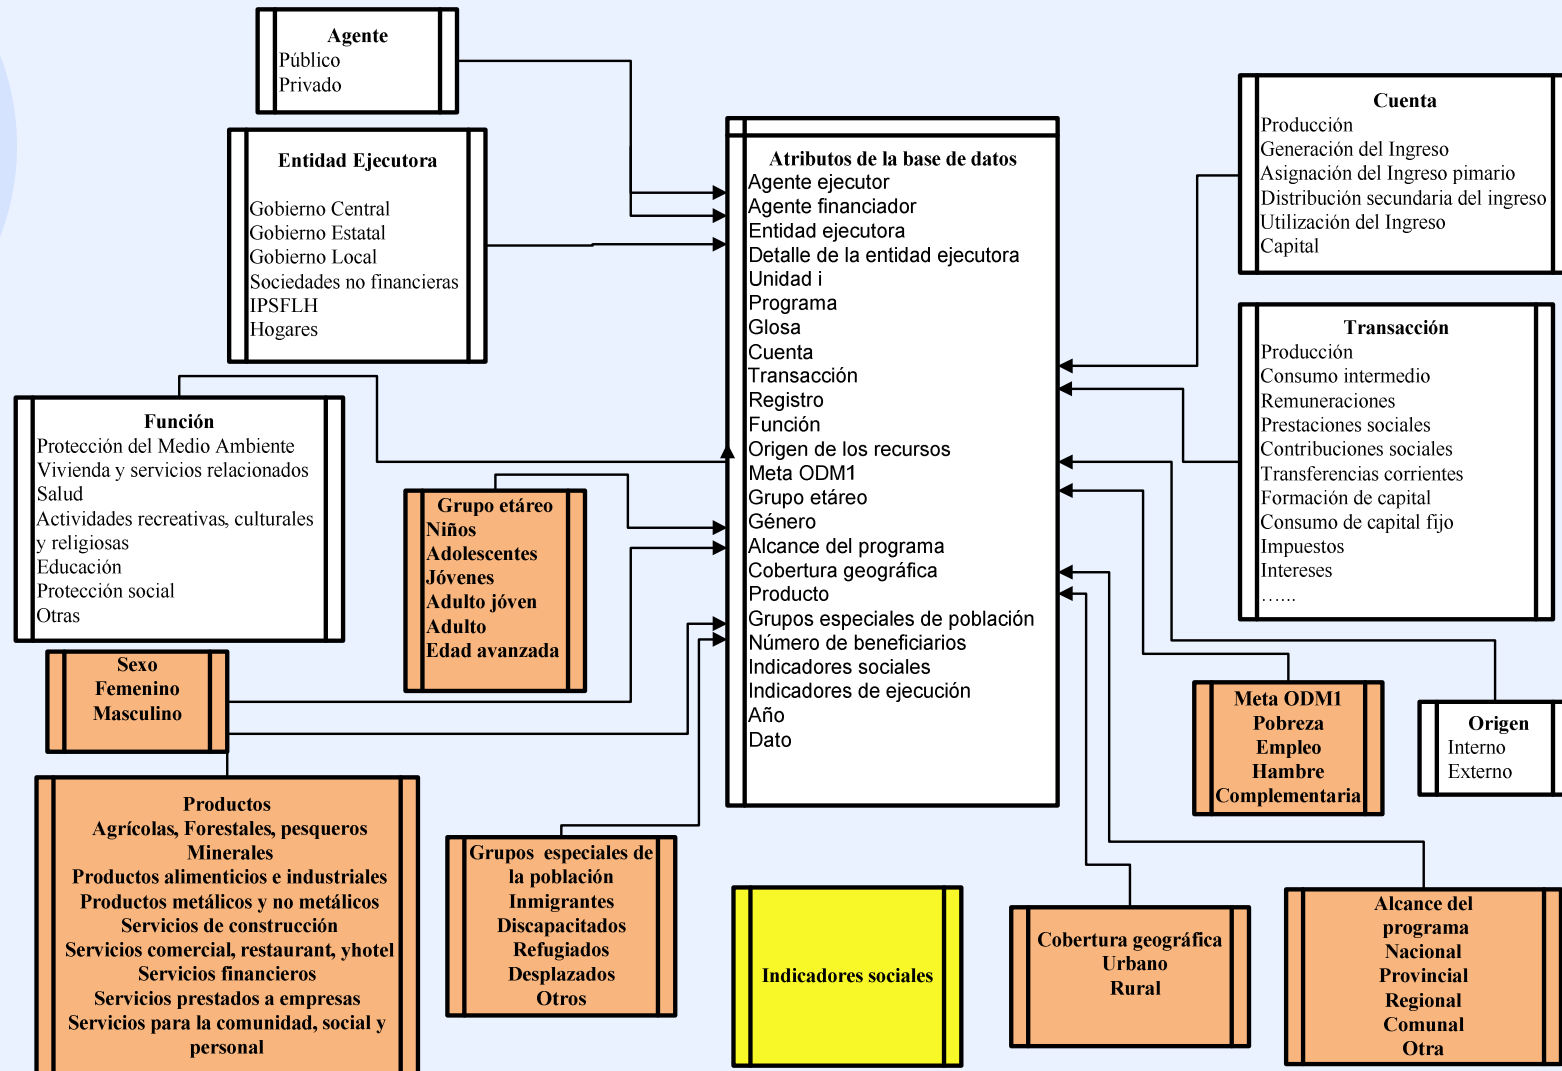 Agente
Público
Privado
Entidad Ejecutora
Gobierno Central
Gobierno Estatal
Gobierno Local
Sociedades no financieras
IPSFLH
Hogares
Función
Protección del Medio Ambiente
Vivienda y servicios relacionados
Salud
Actividades recreativas, culturales
y religiosas
Educación
Protección social
Otras
Grupo etáreo
Niños
Adolescentes
Jóvenes
Adulto jóven
Adulto
Edad avanzada
Sexo
Femenino
Masculino
Productos
Agrícolas, Forestales, pesqueros
Minerales
Productos alimenticios e industriales
Productos metálicos y no metálicos
Servicios de construcción
Servicios comercial, restaurant, yhotel
Servicios financieros
Servicios prestados a empresas
Servicios para la comunidad, social y
personal
Grupos especiales de
la población
Inmigrantes
Discapacitados
Refugiados
Desplazados
Otros
Atributos de la base de datos
Agente ejecutor
Agente financiador
Entidad ejecutora
Detalle de la entidad ejecutora
Unidad i
Programa
Glosa
Cuenta
Transacción
Registro
Función
Origen de los recursos
Meta ODM1
Grupo etáreo
Género
Alcance del programa
Cobertura geográfica
Producto
Grupos especiales de población
Número de beneficiarios
Indicadores sociales
Indicadores de ejecución
Año
Dato
Indicadores sociales
Cuenta
Producción
Generación del Ingreso
Asignación del Ingreso pimario
Distribución secundaria del ingreso
Utilización del Ingreso
Capital
Transacción
Producción
Consumo intermedio
Remuneraciones
Prestaciones sociales
Contribuciones sociales
Transferencias corrientes
Formación de capital
Consumo de capital fijo
Impuestos
Intereses
…...
Meta ODM1
Pobreza
Empleo
Hambre
Complementaria
Origen
Interno
Externo
Cobertura geográfica
Urbano
Rural
Alcance del
programa
Nacional
Provincial
Regional
Comunal
Otra